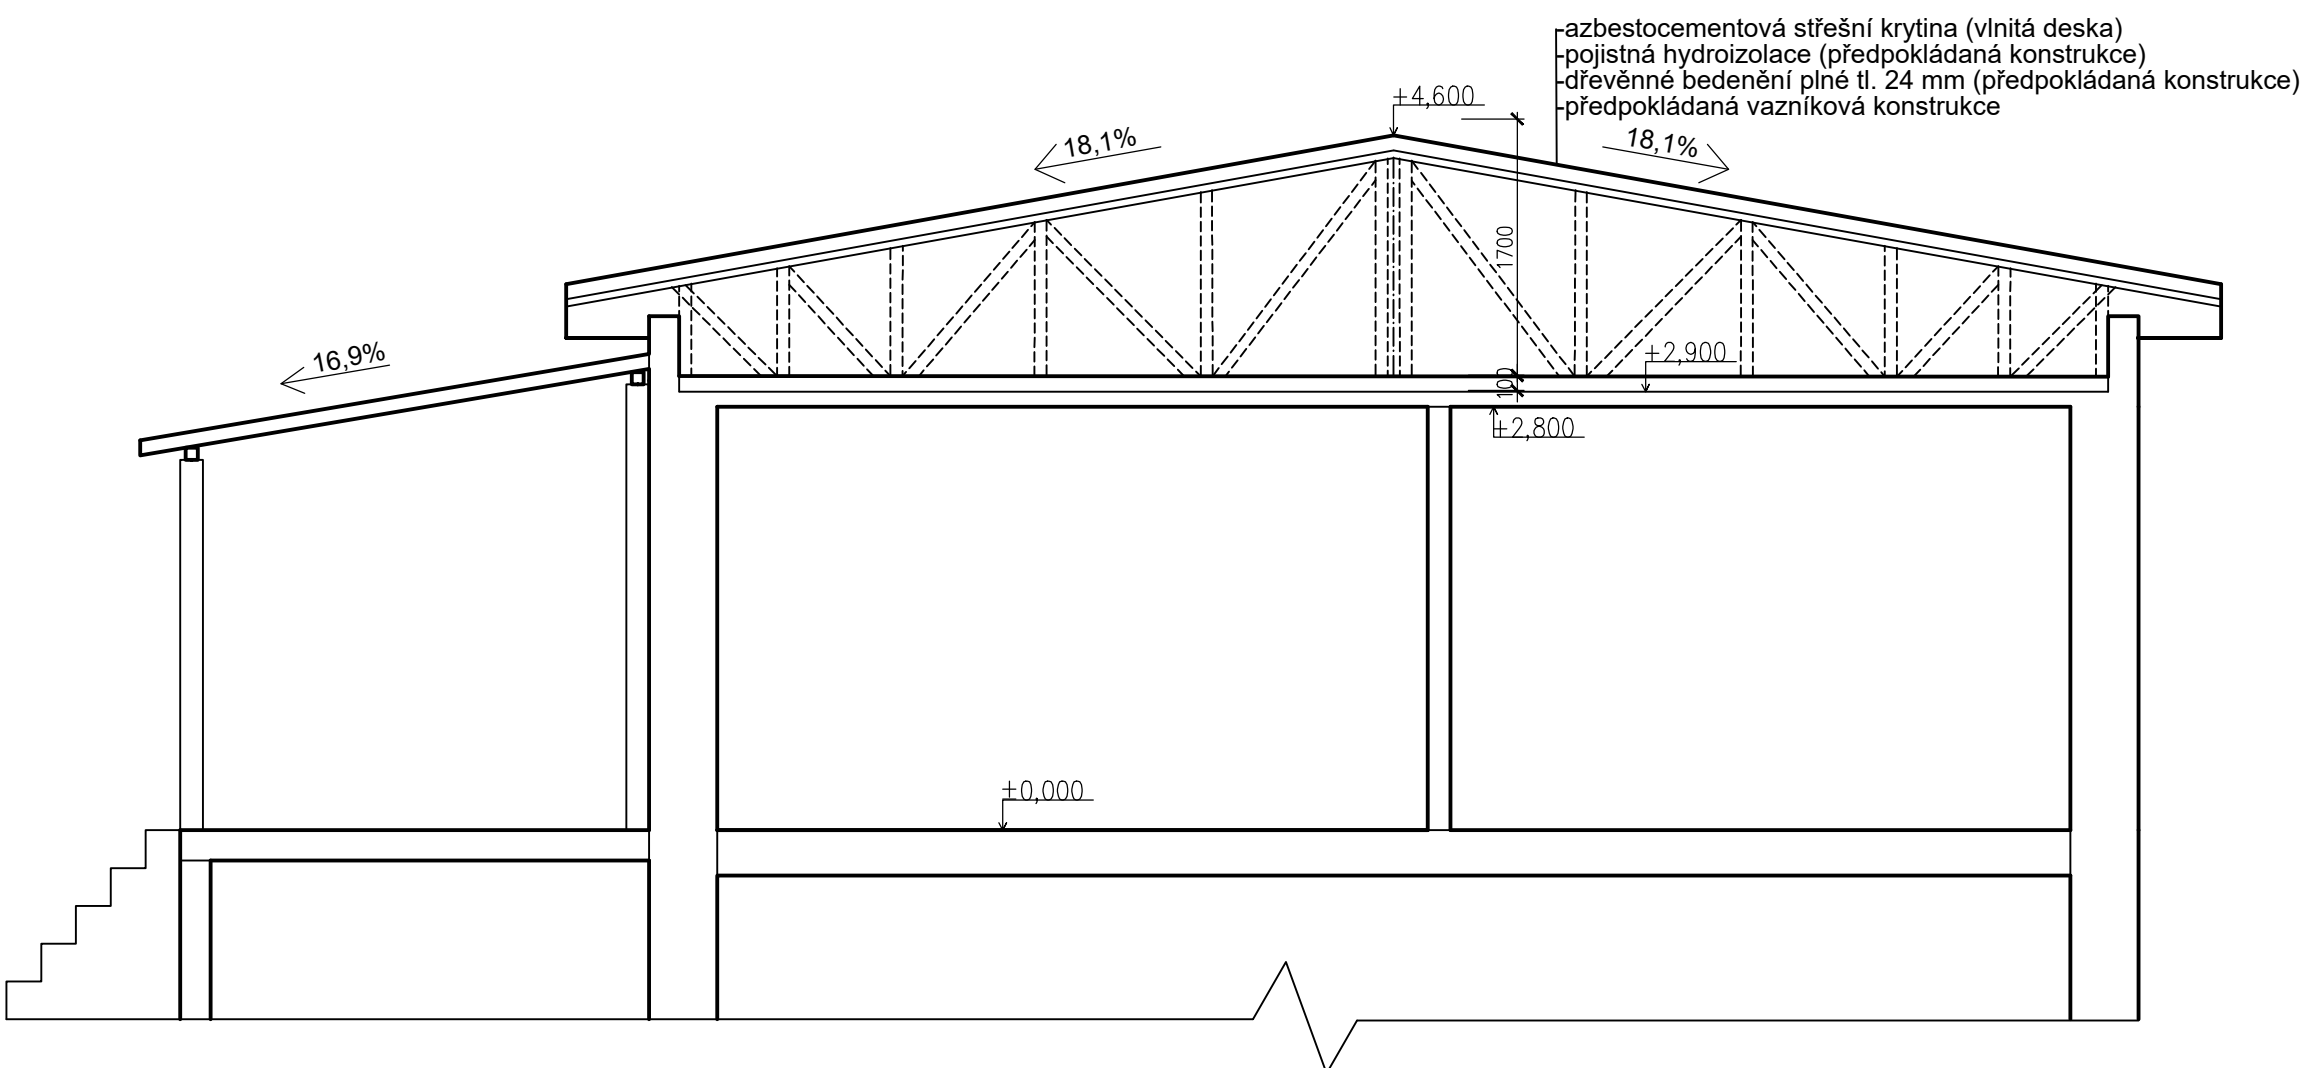 azbestocementová střešní krytina (vlnitá deska)
pojistná hydroizolace (předpokládaná konstrukce)
dřevěnné bedenění plné tl. 24 mm (předpokládaná konstrukce)
předpokládaná vazníková konstrukce
+4,600
18,1%
18,1%
1700
16,9%
+2,900
100
+2,800
±0,000